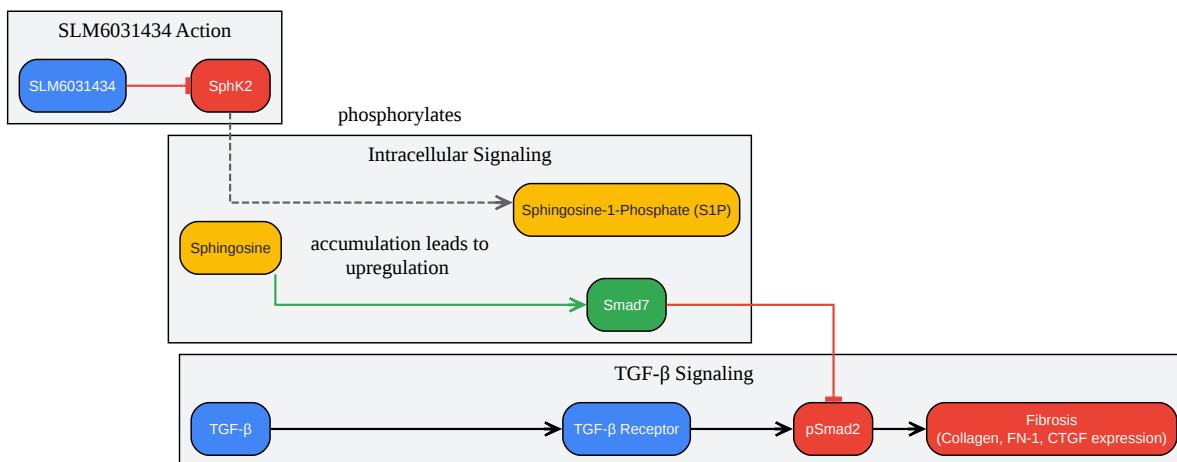 SLM6031434 Action
SLM6031434
SphK2
phosphorylates
Intracellular Signaling
Sphingosine-1-Phosphate (S1P)
Sphingosine
accumulation leads to
upregulation
Smad7
TGF-β Signaling
TGF-β
TGF-β Receptor
pSmad2
Fibrosis
(Collagen, FN-1, CTGF expression)